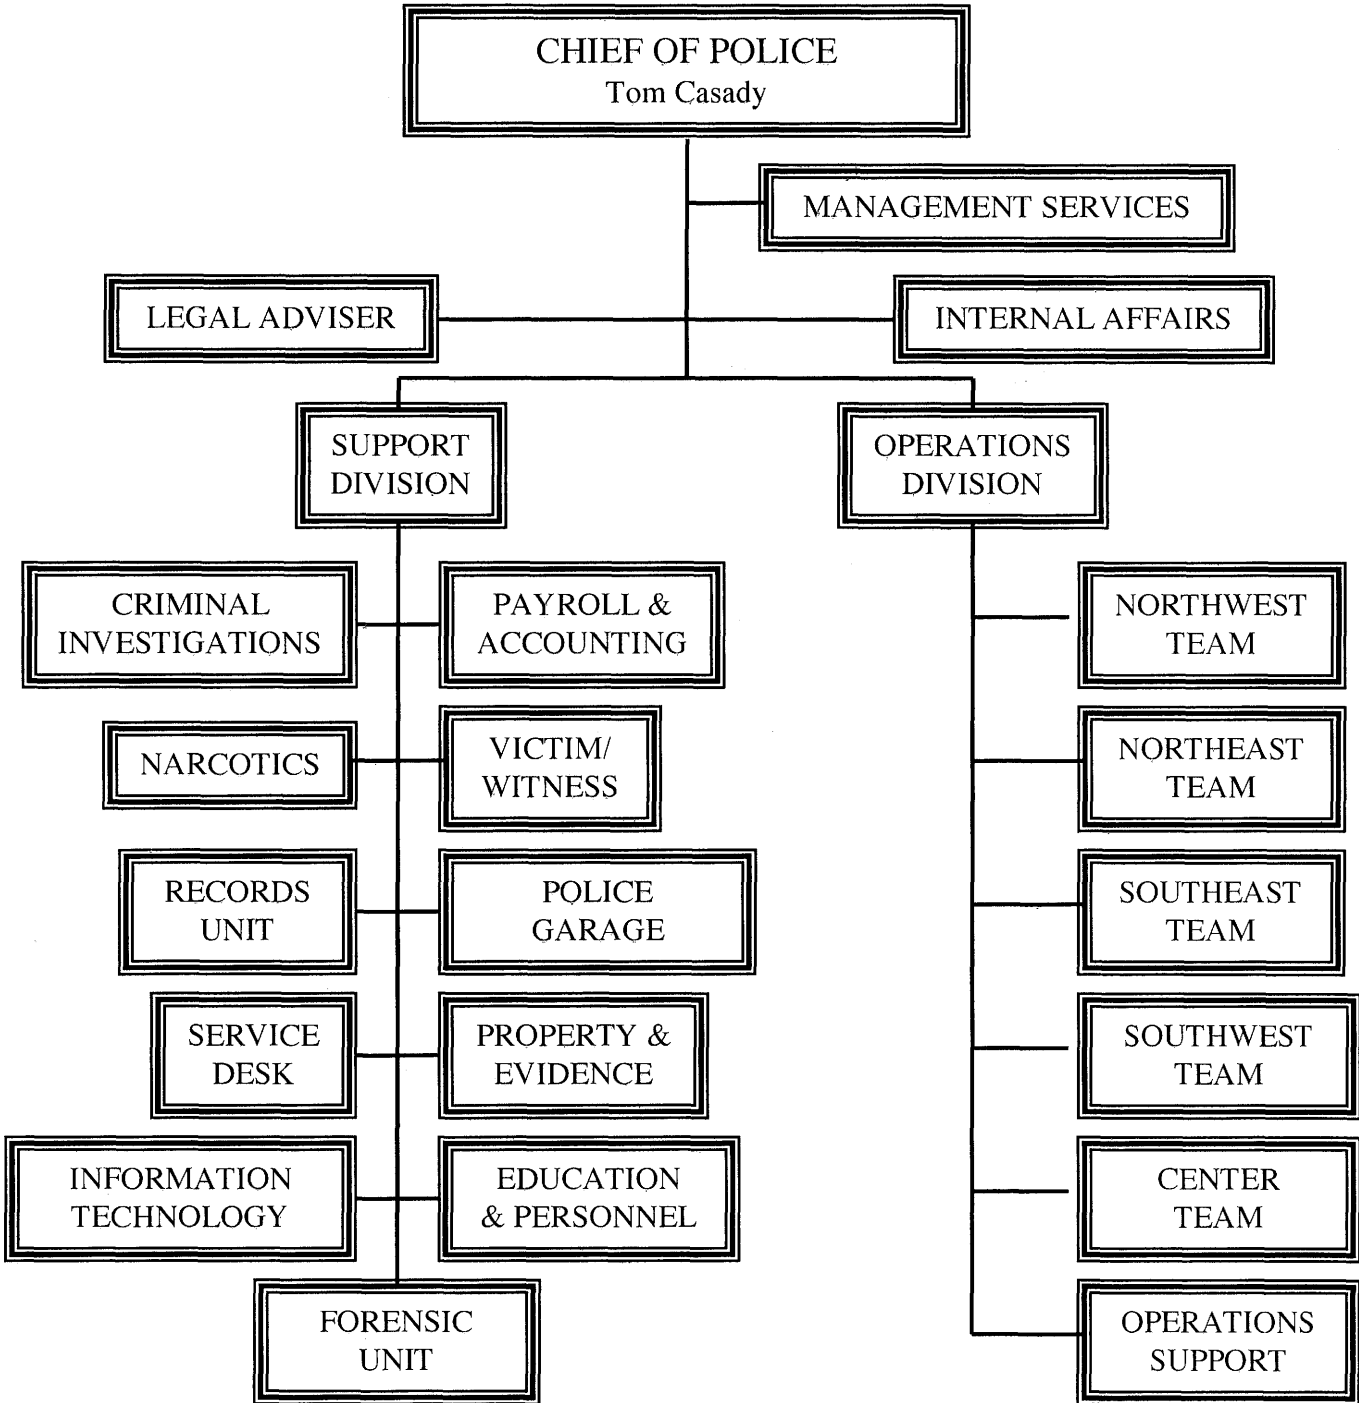 CHIEF OF POLICE
Tom Casady
MANAGEMENT SERVICES
LEGAL ADVISER
INTERNAL AFFAIRS
SUPPORT
DIVISION
OPERATIONS
DIVISION
CRIMINAL
INVESTIGATIONS
PAYROLL &
ACCOUNTING
NORTHWEST
TEAM
NARCOTICS
VICTIM/
WITNESS
NORTHEAST
TEAM
RECORDS
UNIT
POLICE
GARAGE
SOUTHEAST
TEAM
SERVICE
DESK
PROPERTY &
EVIDENCE
SOUTHWEST
TEAM
INFORMATION
TECHNOLOGY
EDUCATION
& PERSONNEL
CENTER
TEAM
FORENSIC
UNIT
OPERATIONS
SUPPORT